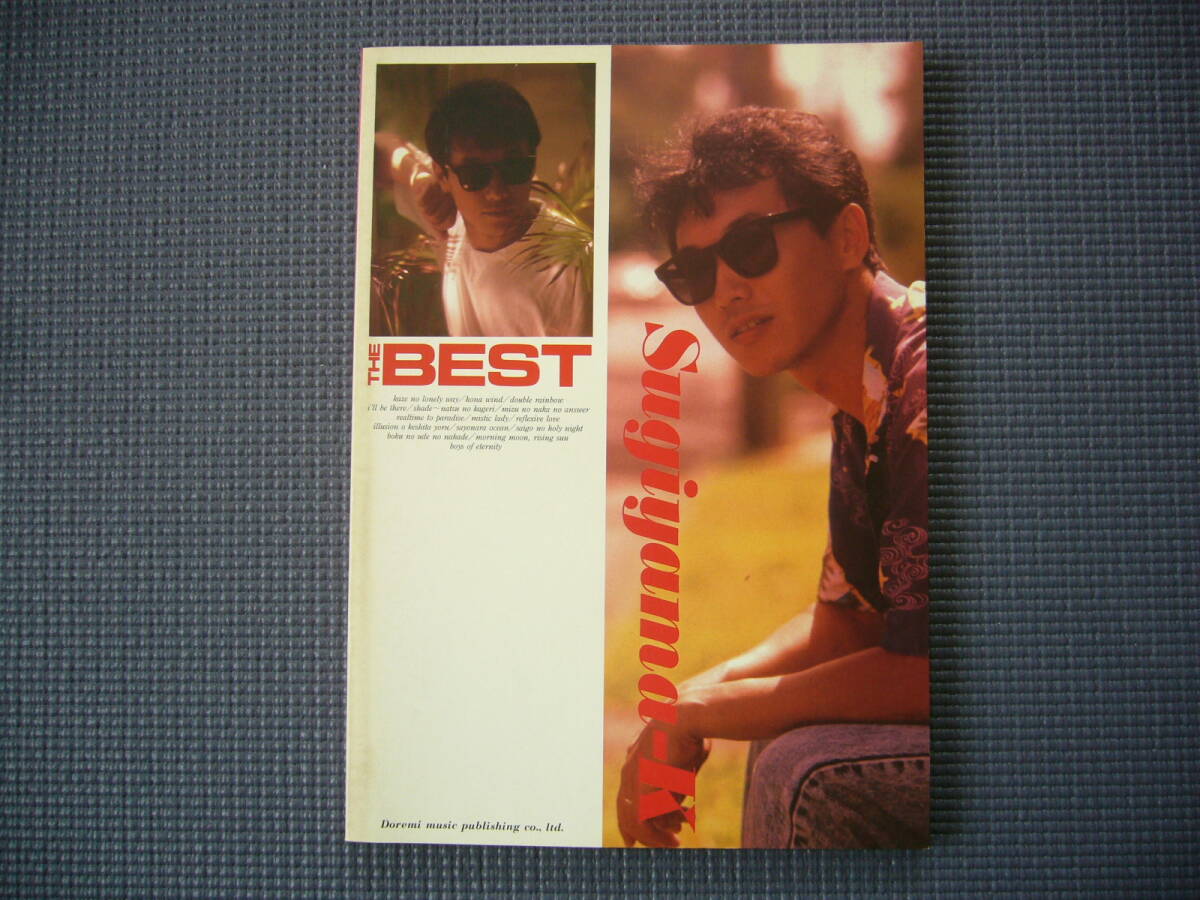 THE BEST
kaze no lonely way/kona wind/double rainbow
i'll be there/shade~natsu no kageri/mizu no naka no answer
realtime to paradise/mistic lady/reflexive love
illusion o keshita yoru/sayonara ocean/saigo no holy night
boku no ude no nakade/morning moon, rising sun
boys of eternity
Sugiyama-K
Doremi music publishing co., ltd.